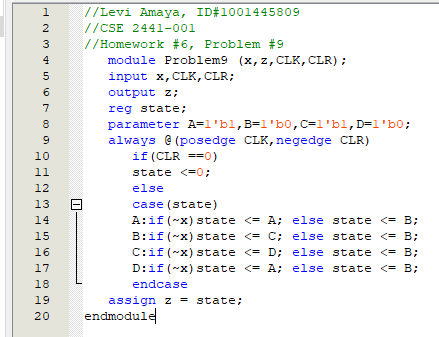 1 //Levi Amaya, ID#1001445809
2 //CSE 2441-001
3 //Homework #6, Problem #9
4 module Problem9 (x,z,CLK,CLR);
5 input x,CLK,CLR;
6 output z;
7 reg state;
8 parameter A=1'b1,B=1'b0,C=1'b1,D=1'b0;
9 always @(posedge CLK,negedge CLR)
10 if(CLR ==0)
11 state <=0;
12 else
13 case(state)
14 A:if(~x)state <= A; else state <= B;
15 B:if(~x)state <= C; else state <= B;
16 C:if(~x)state <= D; else state <= B;
17 D:if(~x)state <= A; else state <= B;
18 endcase
19 assign z = state;
20 endmodule